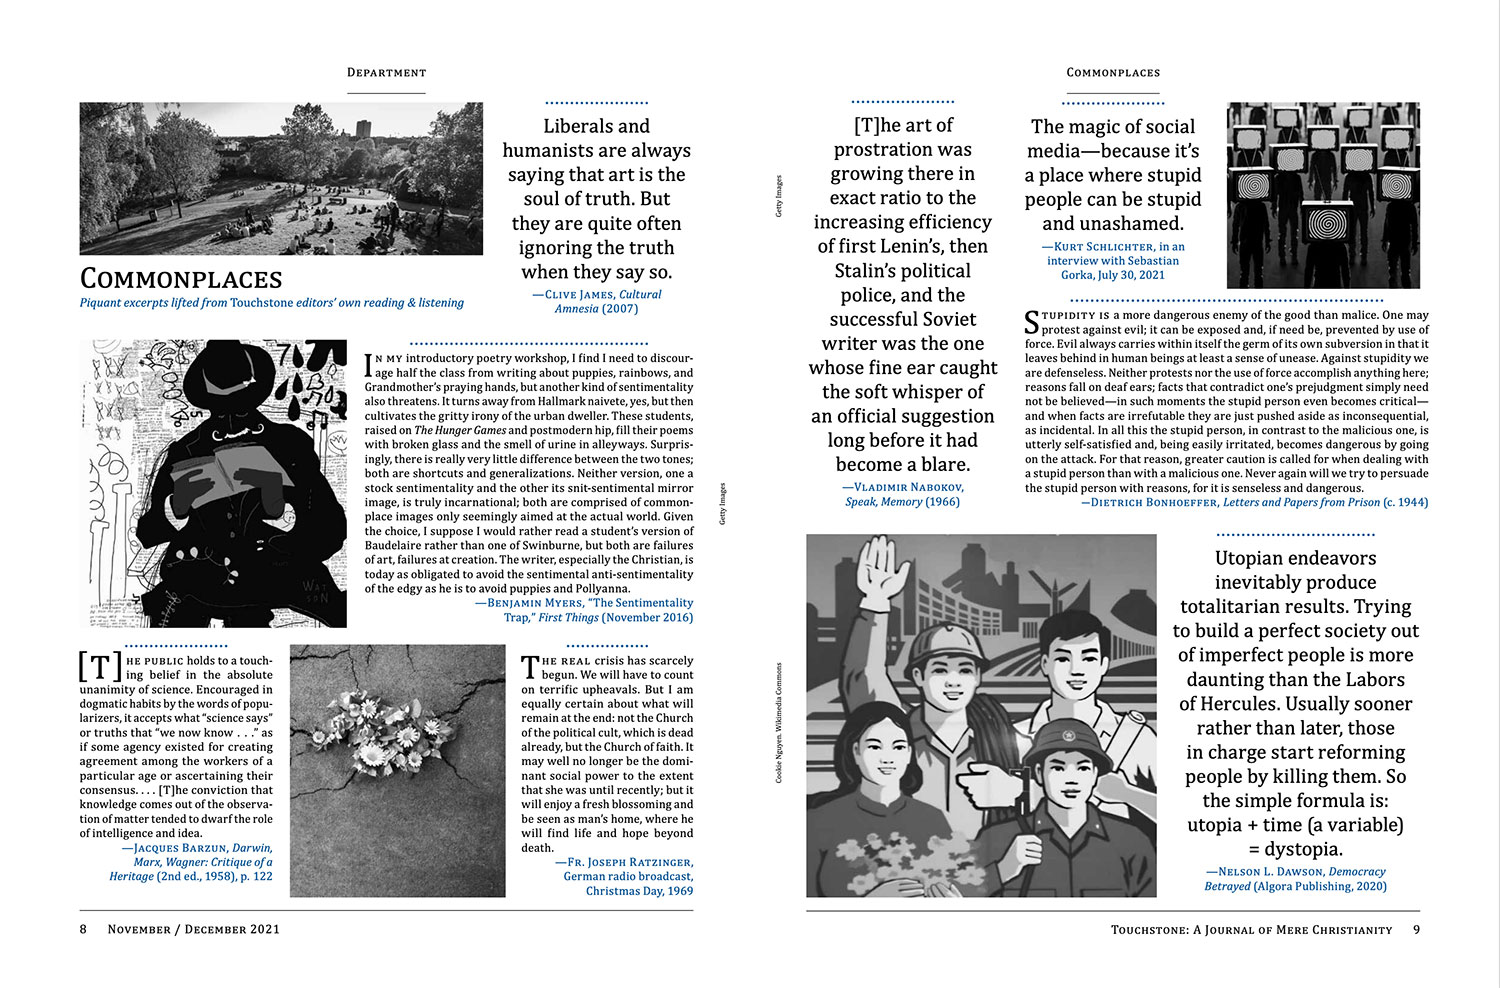 DEPARTMENT
Liberals and
humanists are always
saying that art is the
soul of truth. But
they are quite often
ignoring the truth
when they say so.
—CLIVE JAMES, Cultural
Amnesia (2007)
COMMONPLACES
Piquant excerpts lifted from Touchstone editors’ own reading & listening
IN MY introductory poetry workshop, I find I need to discour-
age half the class from writing about puppies, rainbows, and
Grandmother’s praying hands, but another kind of sentimentality
also threatens. It turns away from Hallmark naivete, yes, but then
cultivates the gritty irony of the urban dweller. These students,
raised on The Hunger Games and postmodern hip, fill their poems
with broken glass and the smell of urine in alleyways. Surpris-
ingly, there is really very little difference between the two tones;
both are shortcuts and generalizations. Neither version, one a
stock sentimentality and the other its snit-sentimental mirror
image, is truly incarnational; both are comprised of common-
place images only seemingly aimed at the actual world. Given
the choice, I suppose I would rather read a student’s version of
Baudelaire rather than one of Swinburne, but both are failures
of art, failures at creation. The writer, especially the Christian, is
today as obligated to avoid the sentimental anti-sentimentality
of the edgy as he is to avoid puppies and Pollyanna.
—BENJAMIN MYERS, “The Sentimentality
Trap,” First Things (November 2016)
Getty Images
[T]HE PUBLIC holds to a touch-
ing belief in the absolute
unanimity of science. Encouraged in
dogmatic habits by the words of popu-
larizers, it accepts what “science says”
or truths that “we now know . . .” as
if some agency existed for creating
agreement among the workers of a
particular age or ascertaining their
consensus. . . . [T]he conviction that
knowledge comes out of the observa-
tion of matter tended to dwarf the role
of intelligence and idea.
—JACQUES BARZUN, Darwin,
Marx, Wagner: Critique of a
Heritage (2nd ed., 1958), p. 122
THE REAL crisis has scarcely
begun. We will have to count
on terrific upheavals. But I am
equally certain about what will
remain at the end: not the Church
of the political cult, which is dead
already, but the Church of faith. It
may well no longer be the domi-
nant social power to the extent
that she was until recently; but it
will enjoy a fresh blossoming and
be seen as man’s home, where he
will find life and hope beyond
death.
—FR. JOSEPH RATZINGER,
German radio broadcast,
Christmas Day, 1969
8 NOVEMBER / DECEMBER 2021
COMMONPLACES
Getty Images
[T]he art of
prostration was
growing there in
exact ratio to the
increasing efficiency
of first Lenin’s, then
Stalin’s political
police, and the
successful Soviet
writer was the one
whose fine ear caught
the soft whisper of
an official suggestion
long before it had
become a blare.
—VLADIMIR NABOKOV,
Speak, Memory (1966)
The magic of social
media—because it’s
a place where stupid
people can be stupid
and unashamed.
—KURT SCHLICHTER, in an
interview with Sebastian
Gorka, July 30, 2021
STUPIDITY IS a more dangerous enemy of the good than malice. One may
protest against evil; it can be exposed and, if need be, prevented by use of
force. Evil always carries within itself the germ of its own subversion in that it
leaves behind in human beings at least a sense of unease. Against stupidity we
are defenseless. Neither protests nor the use of force accomplish anything here;
reasons fall on deaf ears; facts that contradict one’s prejudgment simply need
not be believed—in such moments the stupid person even becomes critical—
and when facts are irrefutable they are just pushed aside as inconsequential,
as incidental. In all this the stupid person, in contrast to the malicious one, is
utterly self-satisfied and, being easily irritated, becomes dangerous by going
on the attack. For that reason, greater caution is called for when dealing with
a stupid person than with a malicious one. Never again will we try to persuade
the stupid person with reasons, for it is senseless and dangerous.
—DIETRICH BONHOEFFER, Letters and Papers from Prison (c. 1944)
Cookie Nguyen. Wikimedia Commons
Utopian endeavors
inevitably produce
totalitarian results. Trying
to build a perfect society out
of imperfect people is more
daunting than the Labors
of Hercules. Usually sooner
rather than later, those
in charge start reforming
people by killing them. So
the simple formula is:
utopia + time (a variable)
= dystopia.
—NELSON L. DAWSON, Democracy
Betrayed (Algora Publishing, 2020)
TOUCHSTONE: A JOURNAL OF MERE CHRISTIANITY 9